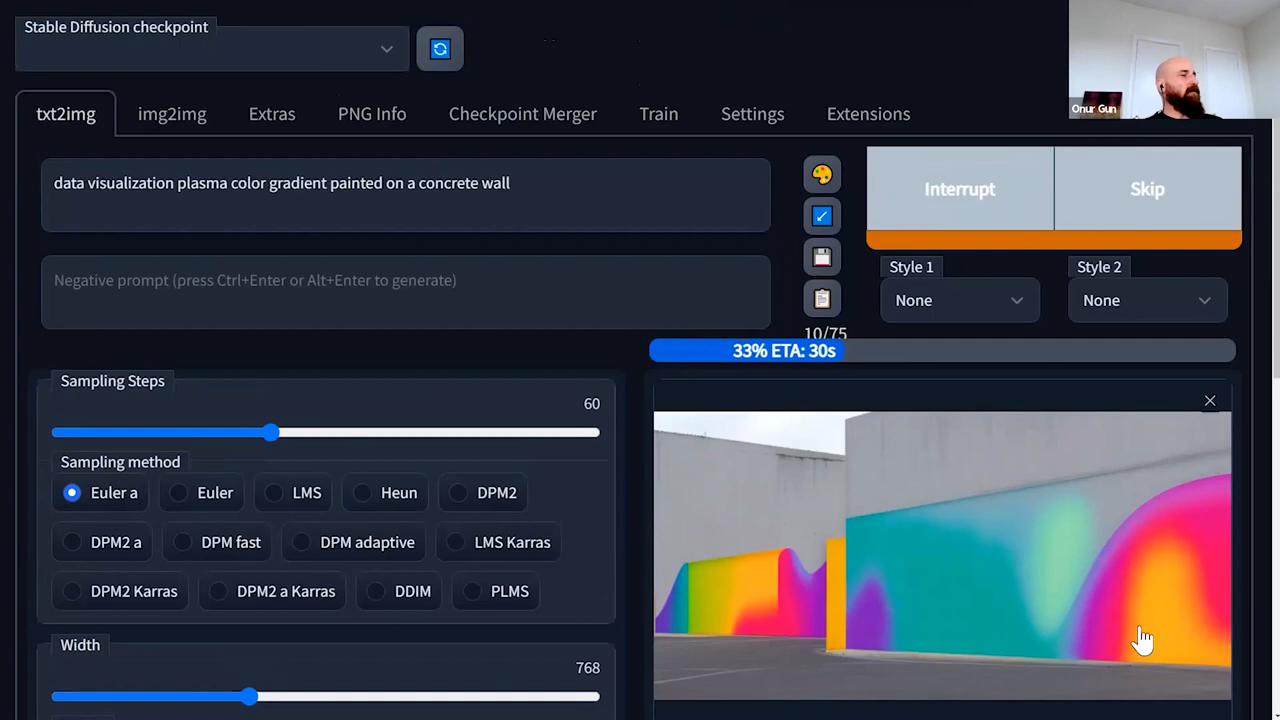 Stable Diffusion checkpoint
txt2img
img2img
Extras
PNG Info
Checkpoint Merger
Train
Settings
Extensions
Onur Gun
data visualization plasma color gradient painted on a concrete wall
Interrupt
Skip
Negative prompt (press Ctrl+Enter or Alt+Enter to generate)
Style 1
Style 2
None
None
10/75
33% ETA: 30s
Sampling Steps
60
Sampling method
Euler a
Euler
LMS
Heun
DPM2
DPM2 a
DPM fast
DPM adaptive
LMS Karras
DPM2 Karras
DPM2 a Karras
DDIM
PLMS
Width
768